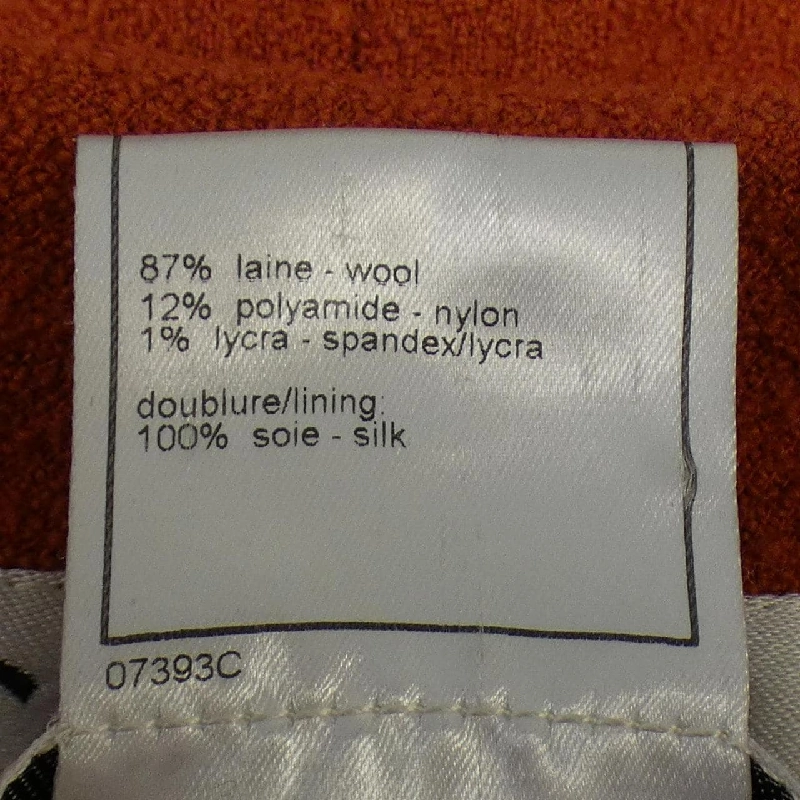 87% laine - wool
12% polyamide - nylon
1% lycra - spandex/lycra
doublure/lining:
100% soie - silk
07393C